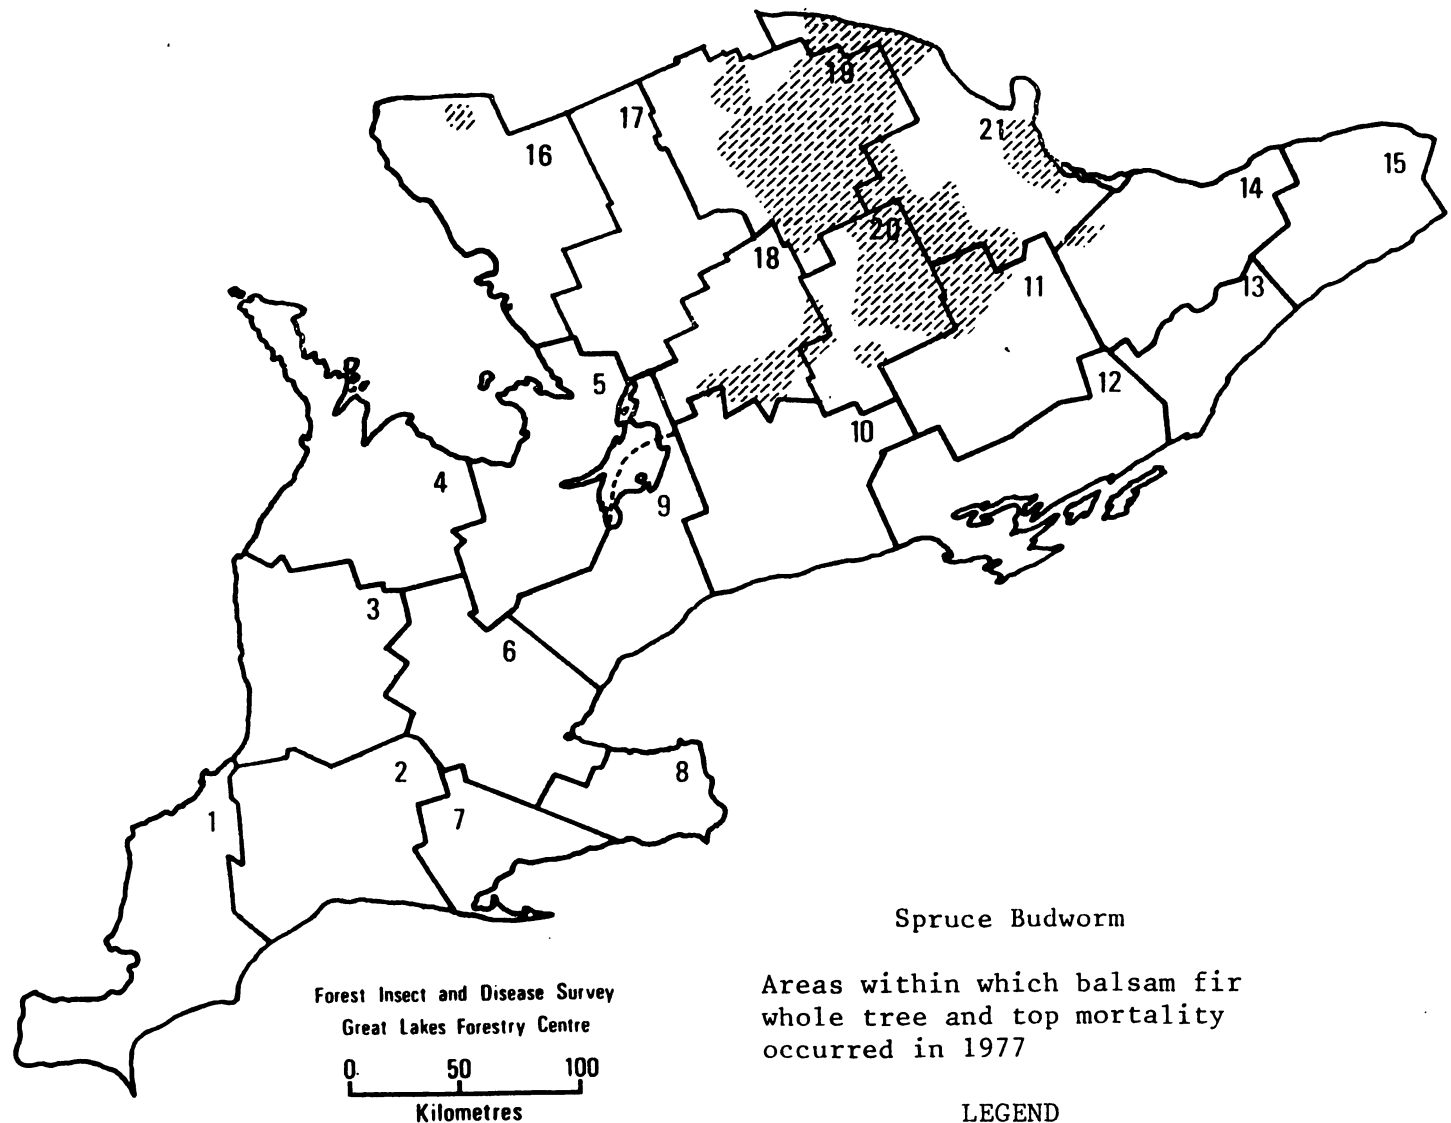 19
17
21
16
15
14
20
18
11
13
5
12
10
4
9
3
6
2
8
1
7
Spruce Budworm
Areas within which balsam fir
whole tree and top mortality
occurred in 1977
Forest Insect and Disease Survey
Great Lakes Forestry Centre
0 50 100
Kilometres
LEGEND